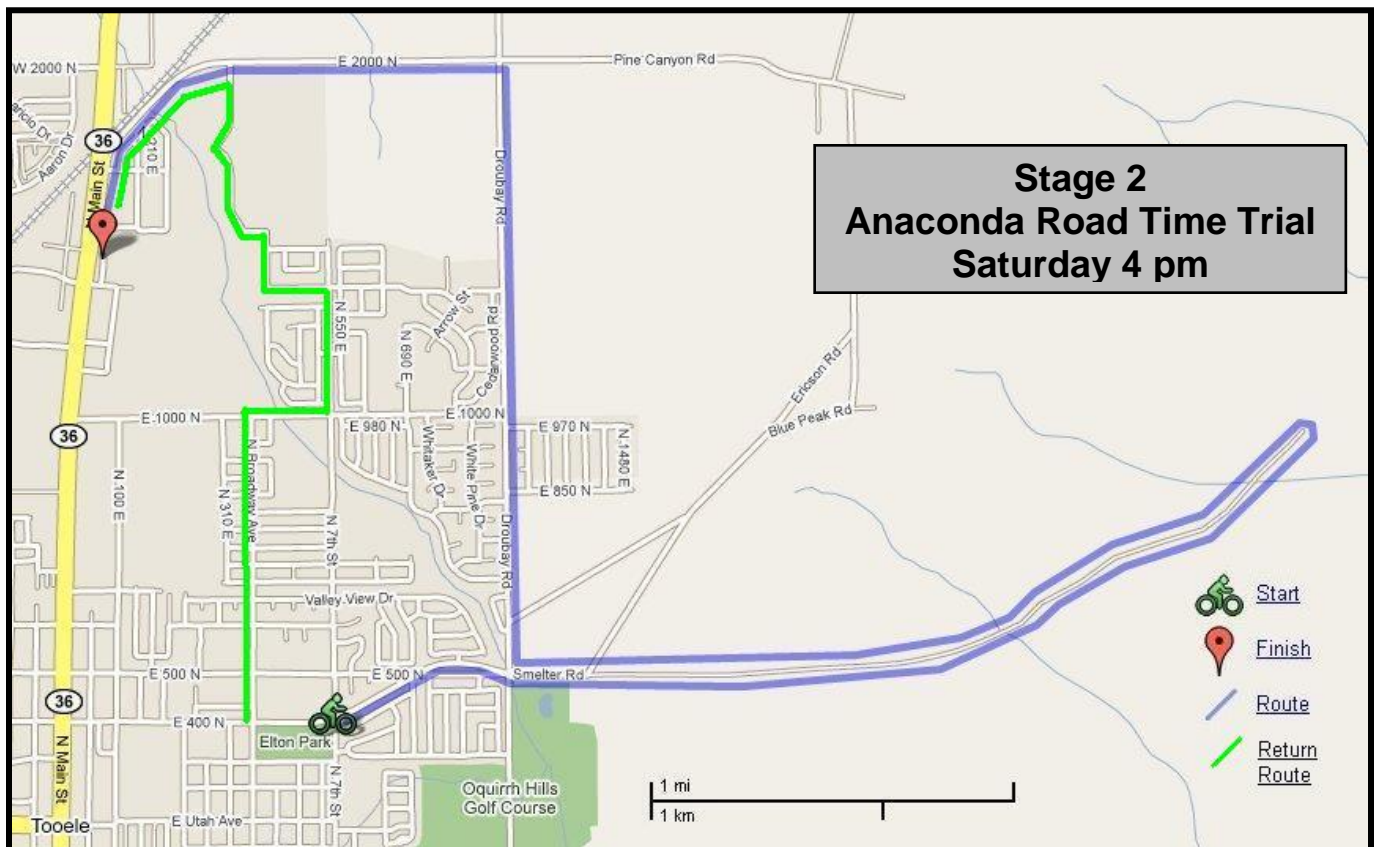 W 2000 N
E 2000 N
Pine Canyon Rd
Aaron Dr
36
210 E
N Main St
Droubay Rd
Stage 2
Anaconda Road Time Trial
Saturday 4 pm
N 550 E
Arrow St
N 690 E
Cedarwood Rd
Ericson Rd
Blue Peak Rd
E 1000 N
E 1000 N
36
E 980 N
E 970 N
N 1480 E
Whitaker Dr
White Pine Dr
N 100 E
N 310 E
N Broadway Ave
E 850 N
N 7th St
Droubay Rd
Valley View Dr
Start
E 500 N
E 500 N
Smelter Rd
Finish
36
E 400 N
Route
Elton Park
N Main St
N 7th St
Return
Route
Oquirrh Hills
Golf Course
1 mi
1 km
E Utah Ave
Tooele